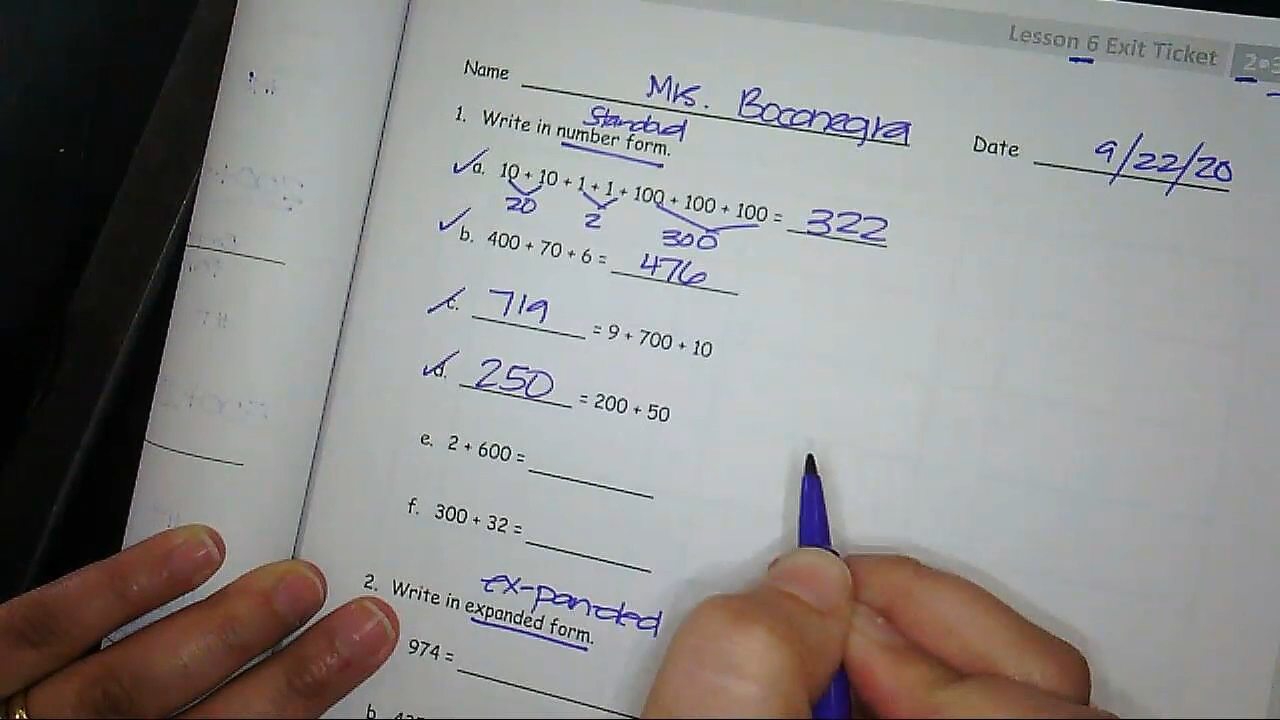 Lesson 6 Exit Ticket 2•3
Name Mrs. Bocanegra
Date 9/22/20
Standard
1. Write in number form.
a. 10 + 10 + 1 + 1 + 100 + 100 + 100 = 322
20 2 300
b. 400 + 70 + 6 = 476
c. 719 = 9 + 700 + 10
d. 250 = 200 + 50
e. 2 + 600 =
f. 300 + 32 =
ex-panded
2. Write in expanded form.
974 =
b.